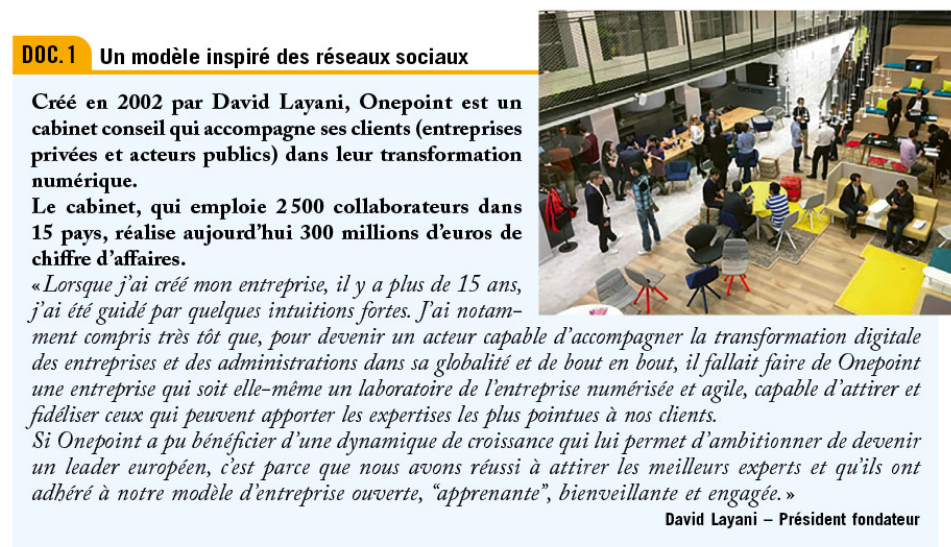 DOC. 1 Un modèle inspiré des réseaux sociaux
Créé en 2002 par David Layani, Onepoint est un
cabinet conseil qui accompagne ses clients (entreprises
privées et acteurs publics) dans leur transformation
numérique.
Le cabinet, qui emploie 2 500 collaborateurs dans
15 pays, réalise aujourd’hui 300 millions d’euros de
chiffre d’affaires.
« Lorsque j’ai créé mon entreprise, il y a plus de 15 ans,
j’ai été guidé par quelques intuitions fortes. J’ai notam-
ment compris très tôt que, pour devenir un acteur capable d’accompagner la transformation digitale
des entreprises et des administrations dans sa globalité et de bout en bout, il fallait faire de Onepoint
une entreprise qui soit elle-même un laboratoire de l’entreprise numérisée et agile, capable d’attirer et
fidéliser ceux qui peuvent apporter les expertises les plus pointues à nos clients.
Si Onepoint a pu bénéficier d’une dynamique de croissance qui lui permet d’ambitionner de devenir
un leader européen, c’est parce que nous avons réussi à attirer les meilleurs experts et qu’ils ont
adhéré à notre modèle d’entreprise ouverte, “apprenante”, bienveillante et engagée. »
David Layani – Président fondateur